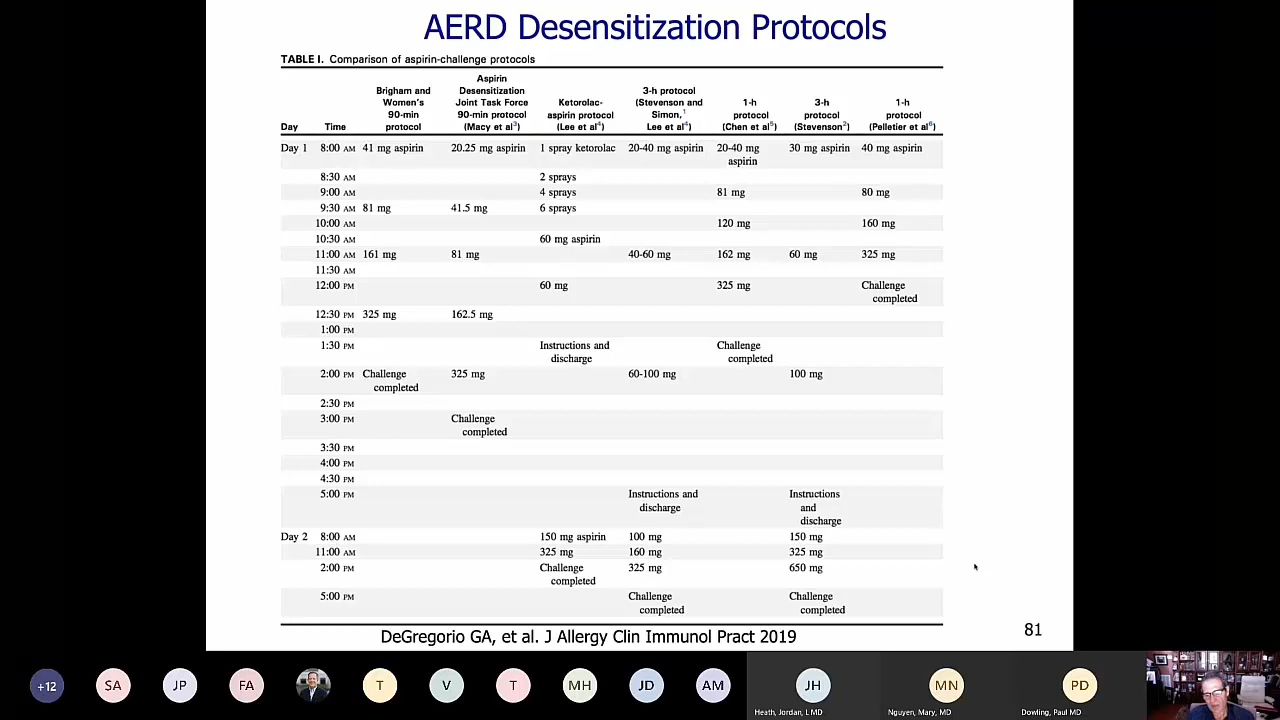 AERD Desensitization Protocols
TABLE I. Comparison of aspirin-challenge protocols
Day Time Brigham and Women's 90-min protocol Aspirin Desensitization Joint Task Force 90-min protocol (Macy et al3) Ketorolac-aspirin protocol (Lee et al4) 3-h protocol (Stevenson and Simon,1 Lee et al4) 1-h protocol (Chen et al5) 3-h protocol (Stevenson2) 1-h protocol (Pelletier et al6)
Day 1 8:00 AM 41 mg aspirin 20.25 mg aspirin 1 spray ketorolac 20-40 mg aspirin 20-40 mg aspirin 30 mg aspirin 40 mg aspirin
8:30 AM 2 sprays
9:00 AM 4 sprays 81 mg 80 mg
9:30 AM 81 mg 41.5 mg 6 sprays
10:00 AM 120 mg 160 mg
10:30 AM 60 mg aspirin
11:00 AM 161 mg 81 mg 40-60 mg 162 mg 60 mg 325 mg
11:30 AM
12:00 PM 60 mg 325 mg Challenge completed
12:30 PM 325 mg 162.5 mg
1:00 PM
1:30 PM Instructions and discharge Challenge completed
2:00 PM Challenge completed 325 mg 60-100 mg 100 mg
2:30 PM
3:00 PM Challenge completed
3:30 PM
4:00 PM
4:30 PM
5:00 PM Instructions and discharge Instructions and discharge
Day 2 8:00 AM 150 mg aspirin 100 mg 150 mg
11:00 AM 325 mg 160 mg 325 mg
2:00 PM Challenge completed 325 mg 650 mg
5:00 PM Challenge completed Challenge completed
DeGregorio GA, et al. J Allergy Clin Immunol Pract 2019
81
+12 SA JP FA T V T MH JD AM JH MN PD
Heath, Jordan, L MD Nguyen, Mary, MD Dowling, Paul MD